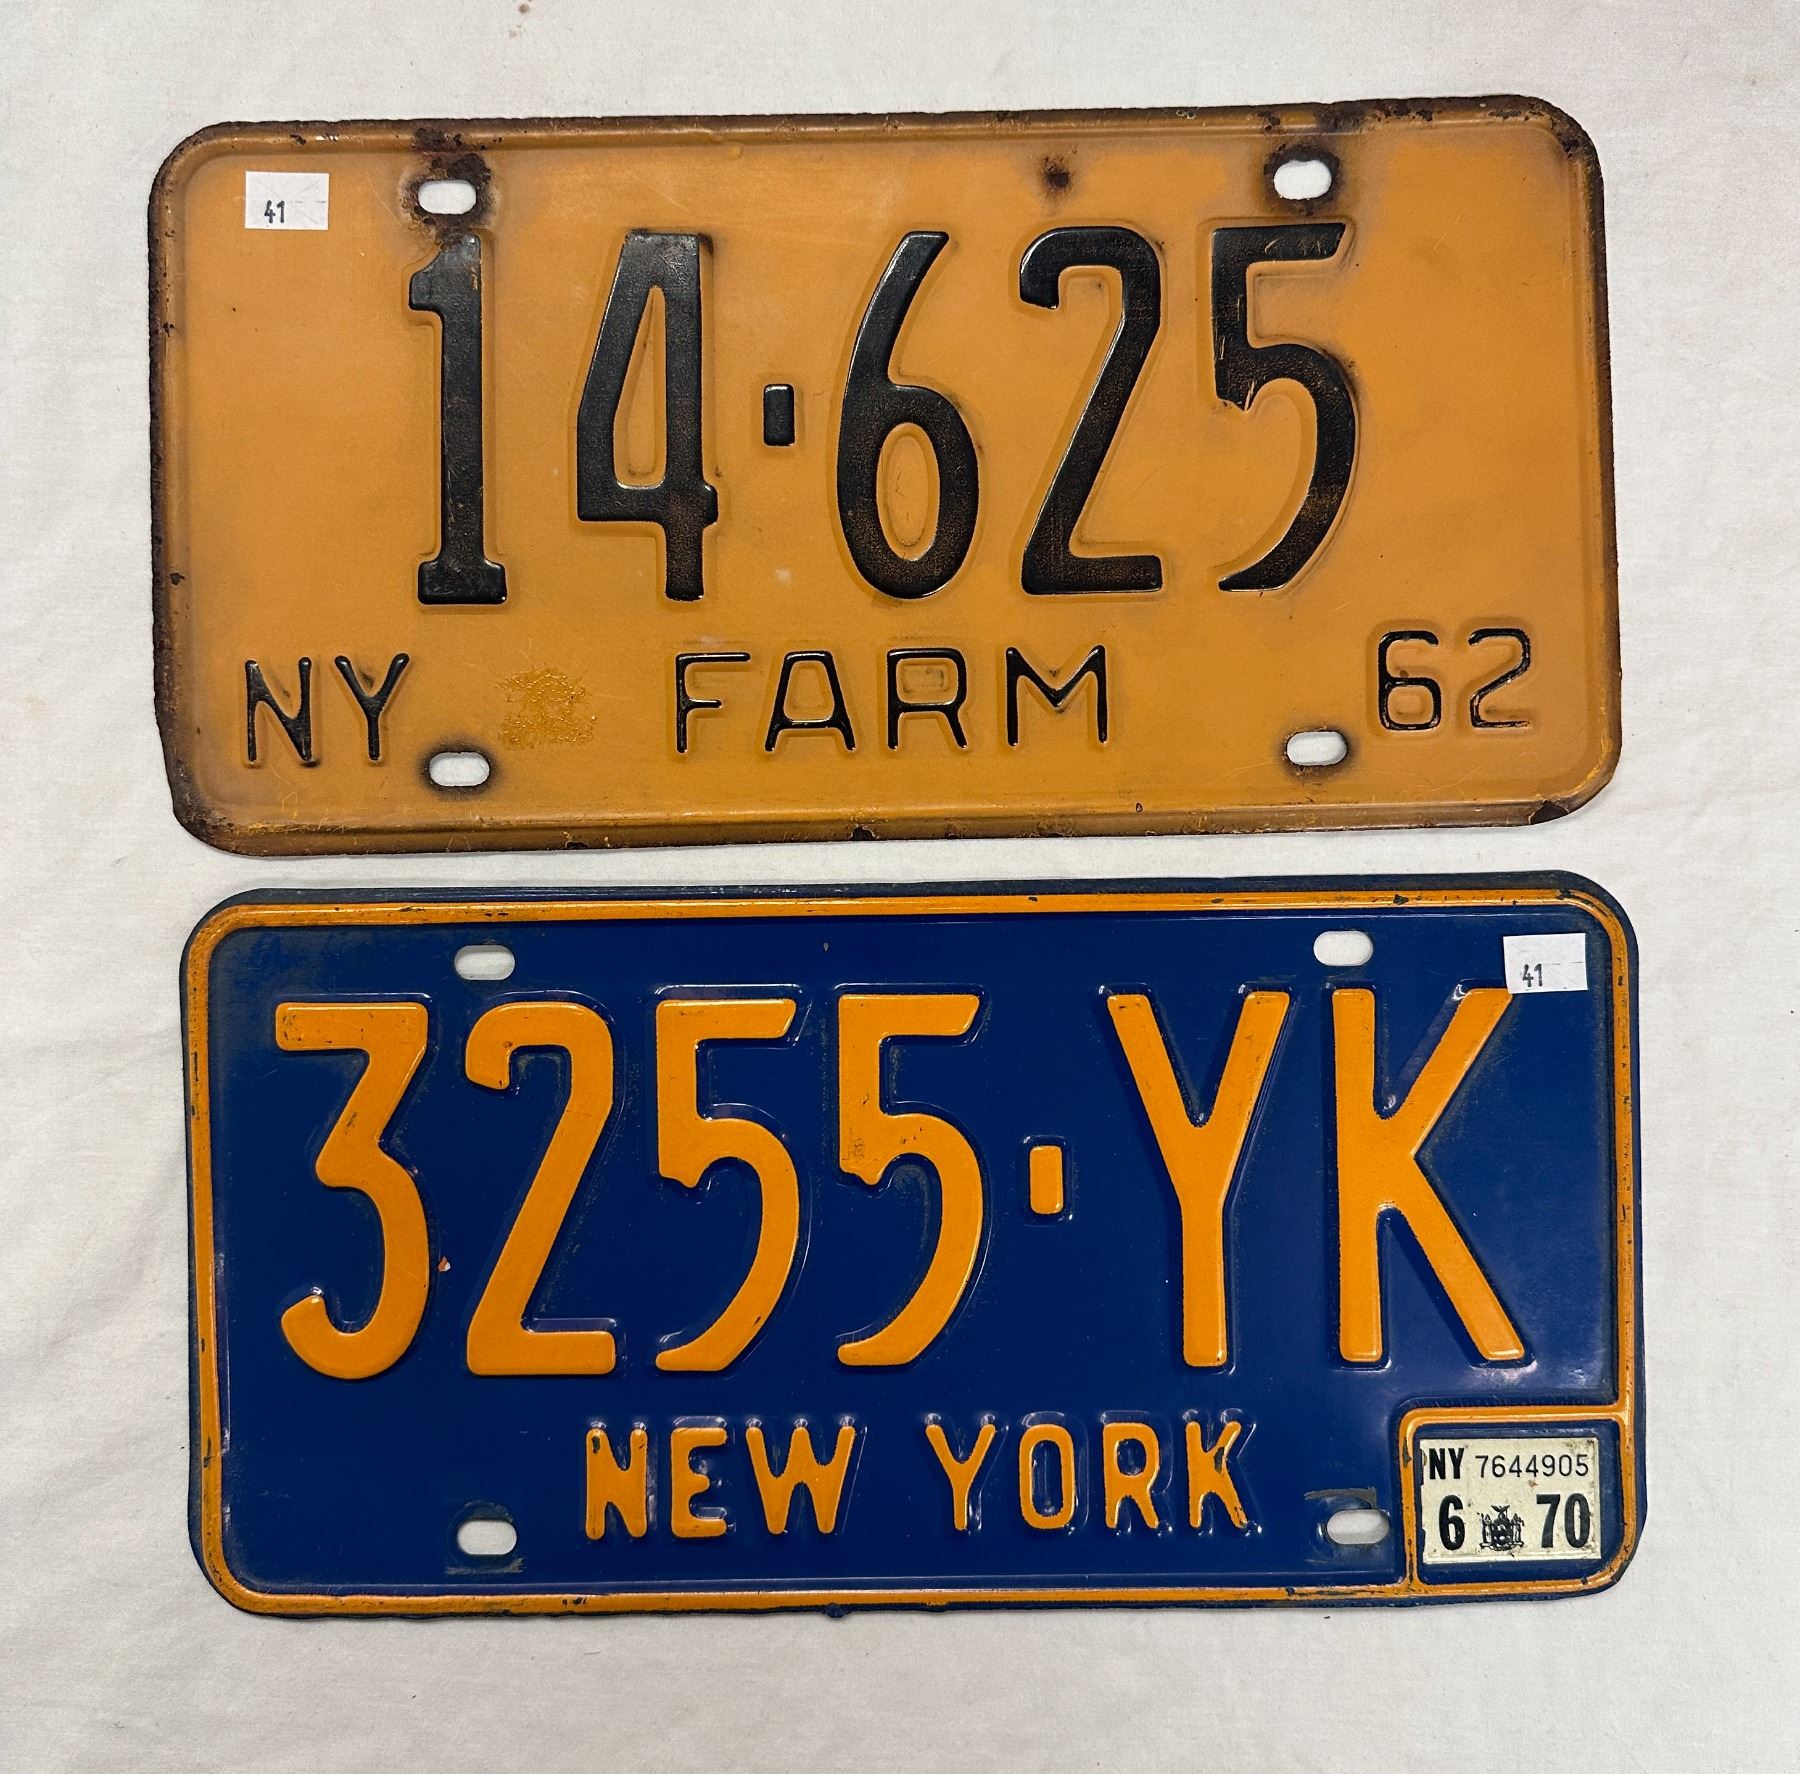 41
14-625
NY FARM 62
41
3255-YK
NEW YORK
NY 7644905
6 70